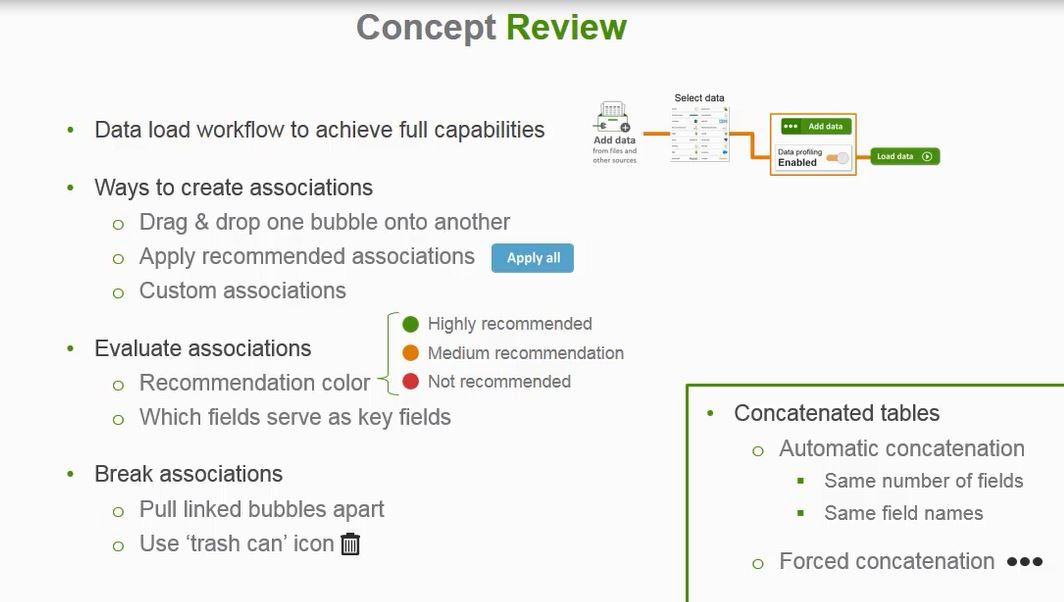 Concept Review
• Data load workflow to achieve full capabilities
Select data
Add data
from files and
other sources
••• Add data
Data profiling
Enabled
Load data
• Ways to create associations
o Drag & drop one bubble onto another
o Apply recommended associations
Apply all
o Custom associations
• Evaluate associations
o Recommendation color
Highly recommended
Medium recommendation
Not recommended
o Which fields serve as key fields
• Break associations
o Pull linked bubbles apart
o Use ‘trash can’ icon
• Concatenated tables
o Automatic concatenation
▪ Same number of fields
▪ Same field names
o Forced concatenation •••